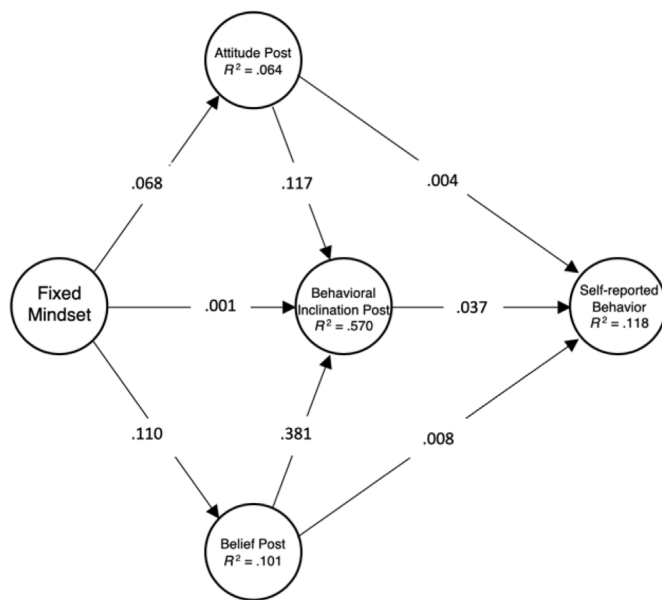 Attitude Post
R² = .064
.068
.117
.004
Fixed
Mindset
.001
Behavioral
Inclination Post
R² = .570
.037
Self-reported
Behavior
R² = .118
.110
.381
.008
Belief Post
R² = .101